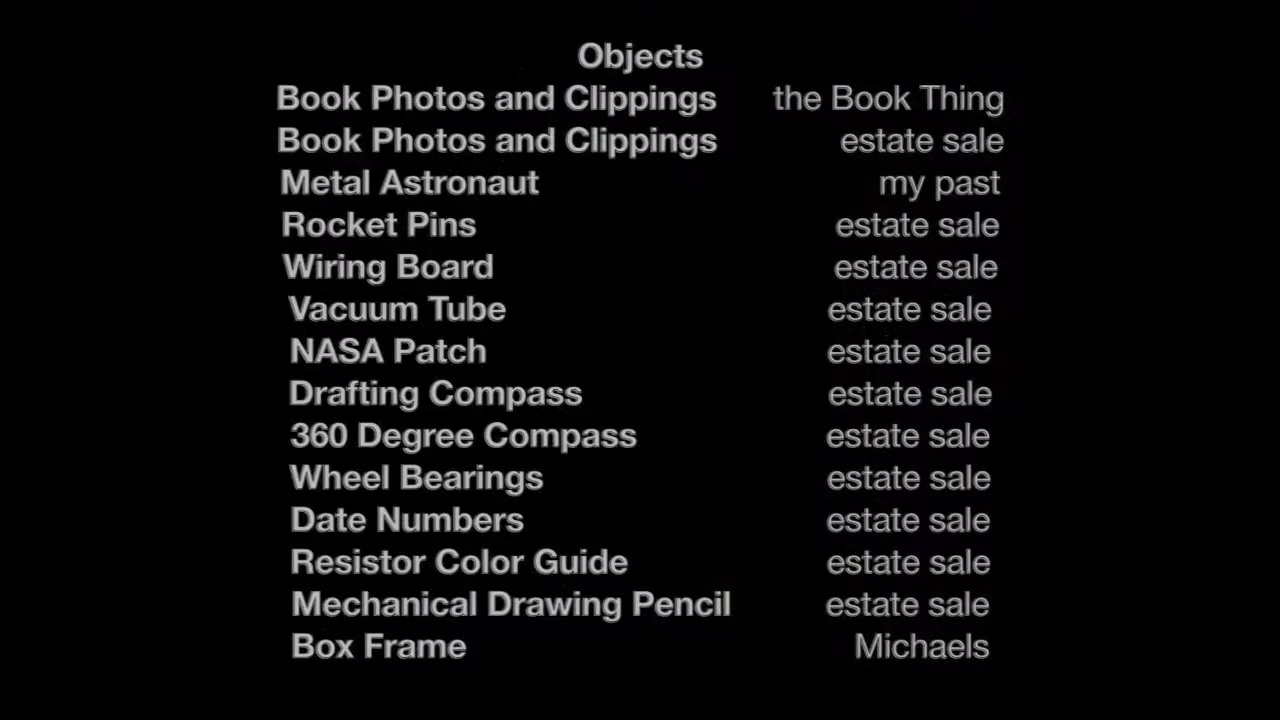 Objects
Book Photos and Clippings the Book Thing
Book Photos and Clippings estate sale
Metal Astronaut my past
Rocket Pins estate sale
Wiring Board estate sale
Vacuum Tube estate sale
NASA Patch estate sale
Drafting Compass estate sale
360 Degree Compass estate sale
Wheel Bearings estate sale
Date Numbers estate sale
Resistor Color Guide estate sale
Mechanical Drawing Pencil estate sale
Box Frame Michaels